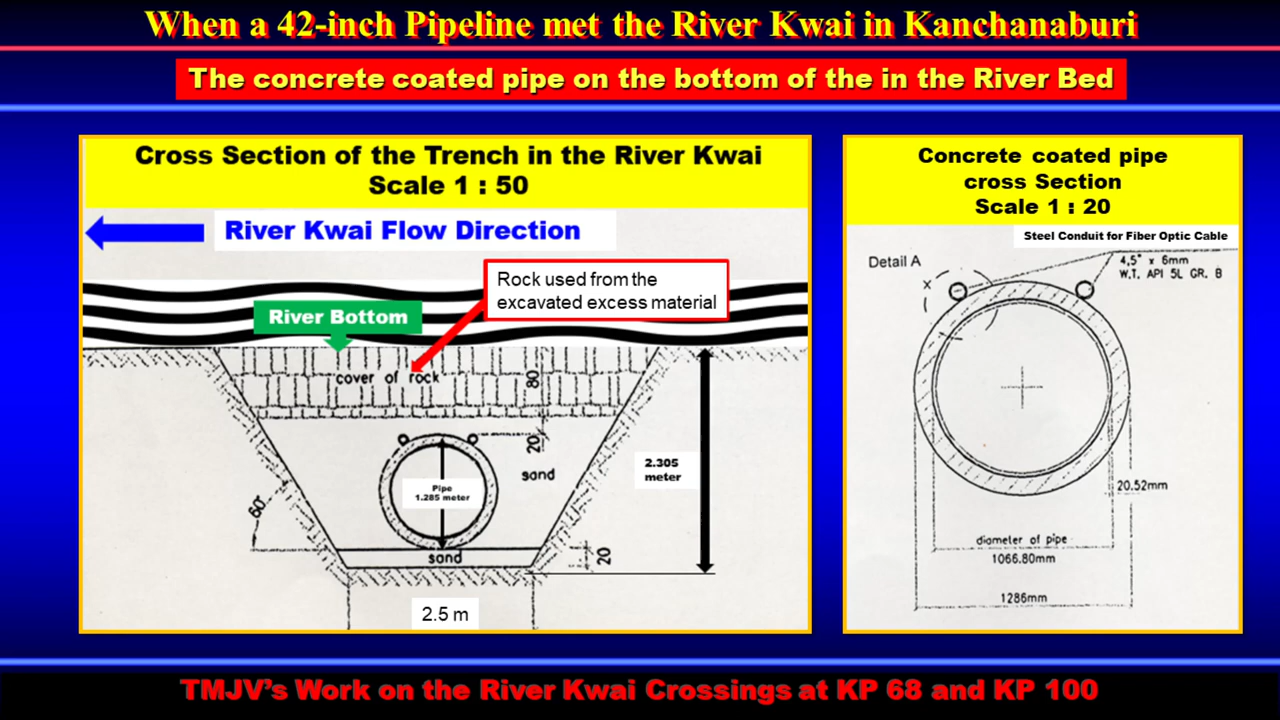 When a 42-inch Pipeline met the River Kwai in Kanchanaburi
The concrete coated pipe on the bottom of the in the River Bed
Cross Section of the Trench in the River Kwai
Scale 1 : 50
River Kwai Flow Direction
Rock used from the
excavated excess material
River Bottom
cover of rock
80
20
sand
2.305
meter
Pipe
1.285 meter
60°
sand
20
2.5 m
Concrete coated pipe
cross Section
Scale 1 : 20
Steel Conduit for Fiber Optic Cable
Detail A
4,5" x 6mm
W.T. API 5L GR. B
x
20.52mm
diameter of pipe
1066.80mm
1286mm
TMJV's Work on the River Kwai Crossings at KP 68 and KP 100